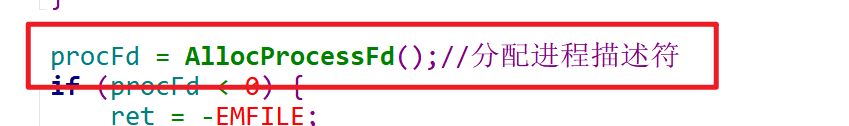 }
procFd = AllocProcessFd();//分配进程描述符
if (procFd < 0) {
ret = -EMFILE;